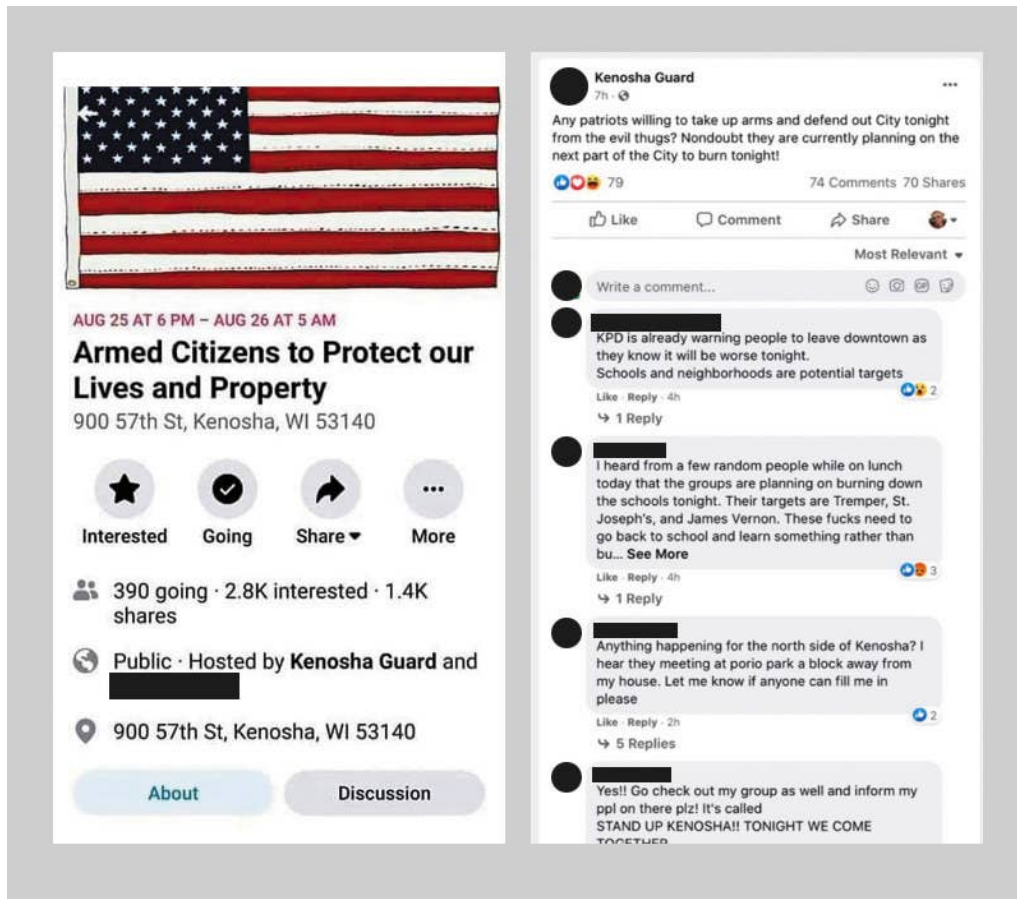 AUG 25 AT 6 PM – AUG 26 AT 5 AM
Armed Citizens to Protect our
Lives and Property
900 57th St, Kenosha, WI 53140
Interested
Going
Share
More
390 going · 2.8K interested · 1.4K
shares
Public · Hosted by Kenosha Guard and
900 57th St, Kenosha, WI 53140
About
Discussion
Kenosha Guard
7h ·
Any patriots willing to take up arms and defend out City tonight
from the evil thugs? Nondoubt they are currently planning on the
next part of the City to burn tonight!
79
74 Comments 70 Shares
Like
Comment
Share
Most Relevant
Write a comment...
GIF
KPD is already warning people to leave downtown as
they know it will be worse tonight.
Schools and neighborhoods are potential targets
2
Like · Reply · 4h
1 Reply
I heard from a few random people while on lunch
today that the groups are planning on burning down
the schools tonight. Their targets are Tremper, St.
Joseph's, and James Vernon. These fucks need to
go back to school and learn something rather than
bu... See More
3
Like · Reply · 4h
1 Reply
Anything happening for the north side of Kenosha? I
hear they meeting at porio park a block away from
my house. Let me know if anyone can fill me in
please
2
Like · Reply · 2h
5 Replies
Yes!! Go check out my group as well and inform my
ppl on there plz! It's called
STAND UP KENOSHA!! TONIGHT WE COME
TOGETHER